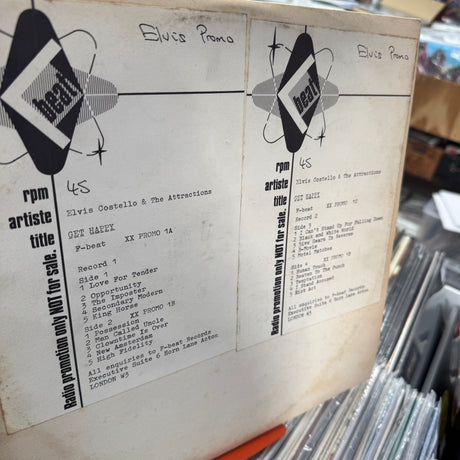 Elvis Promo
beat
rpm
45
artiste
Elvis Costello & The Attractions
title
GET HAPPY
F-beat XX PROMO 1A
Record 1
Side 1
1 Love For Tender
2 Opportunity
3 The Imposter
4 Secondary Modern
5 King Horse
Side 2 XX PROMO 1B
1 Possession Uncle
2 Man Called Uncle
3 Clowntime Is Over
4 New Amsterdam
5 High Fidelity
All enquiries to F-beat Records
Executive Suite 6 Horn Lane Acton
LONDON W3
Radio promotion only NOT for sale.
Elvis Promo
beat
rpm
45
artiste
Elvis Costello & The Attractions
title
GET HAPPY
F-beat XX PROMO
Record 2
Side 3
1 I Can't Stand Up For Falling Down
2 Black and White World
3 Five Gears In Reverse
4 B-Movie
5 Motel Matches
Side 4 XX PROMO
1 Human Touch
2 Beaten To The Punch
3 Temptation
4 I Stand Accused
5 Riot Act
All enquiries to F-beat Records
Executive Suite 6 Horn Lane Acton
LONDON W3
Radio promotion only NOT for sale.